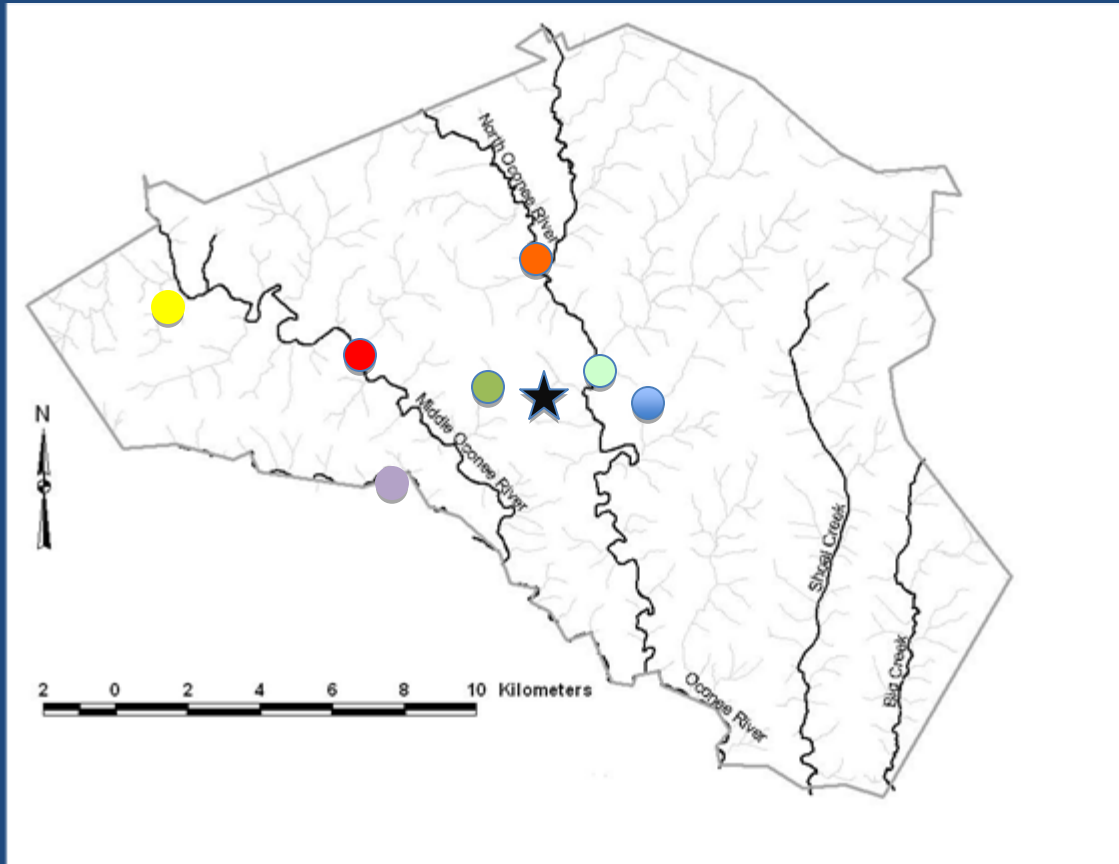 North Oconee River
N
Middle Oconee River
Shoal Creek
Big Creek
Oconee River
2 0 2 4 6 8 10 Kilometers